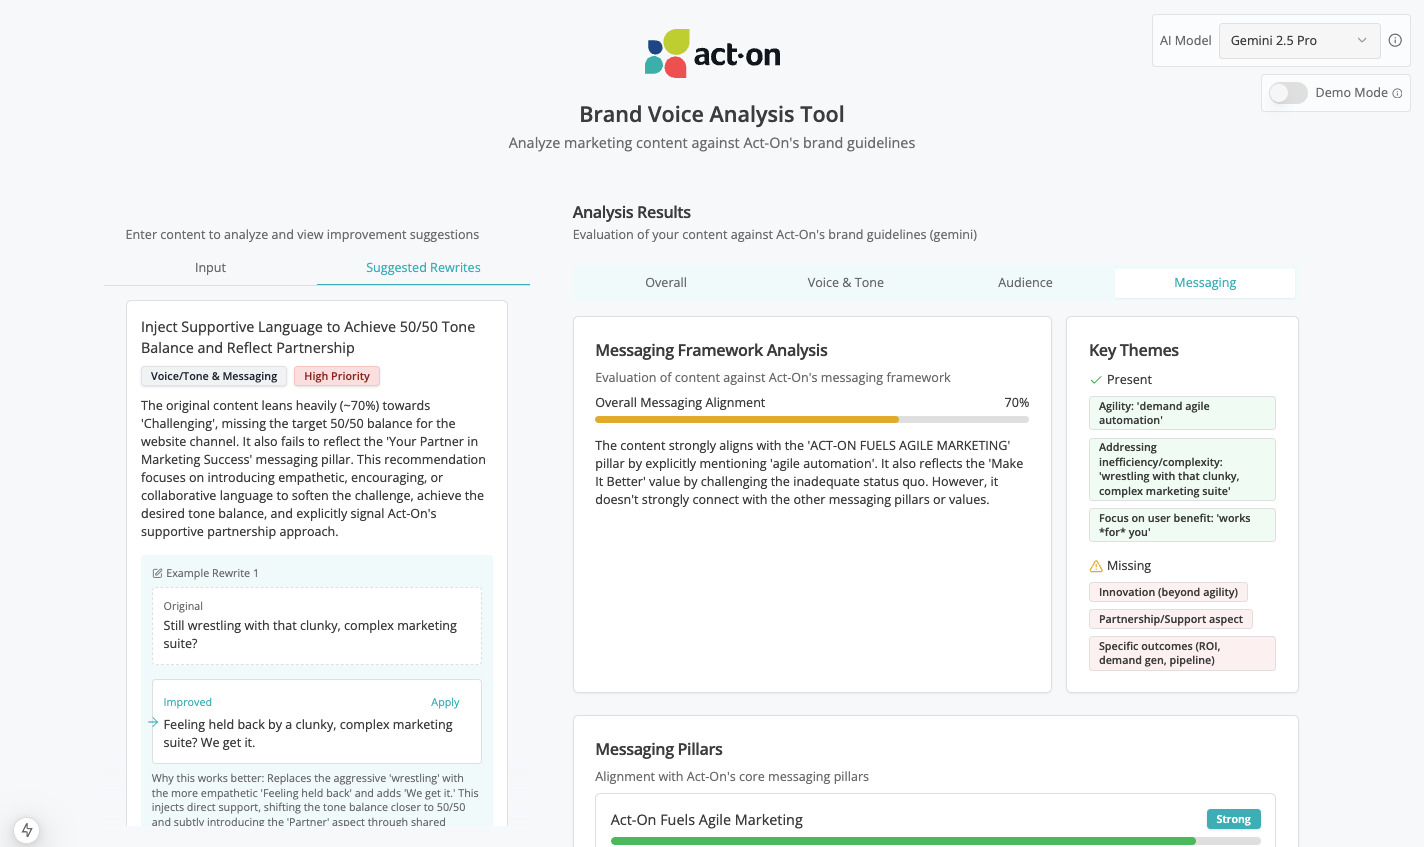 act-on
AI Model
Gemini 2.5 Pro
Demo Mode
Brand Voice Analysis Tool
Analyze marketing content against Act-On's brand guidelines
Enter content to analyze and view improvement suggestions
Input
Suggested Rewrites
Inject Supportive Language to Achieve 50/50 Tone
Balance and Reflect Partnership
Voice/Tone & Messaging
High Priority
The original content leans heavily (~70%) towards
'Challenging', missing the target 50/50 balance for the
website channel. It also fails to reflect the 'Your Partner in
Marketing Success' messaging pillar. This recommendation
focuses on introducing empathetic, encouraging, or
collaborative language to soften the challenge, achieve the
desired tone balance, and explicitly signal Act-On's
supportive partnership approach.
Example Rewrite 1
Original
Still wrestling with that clunky, complex marketing
suite?
Improved
Apply
Feeling held back by a clunky, complex marketing
suite? We get it.
Why this works better: Replaces the aggressive 'wrestling' with
the more empathetic 'Feeling held back' and adds 'We get it.' This
injects direct support, shifting the tone balance closer to 50/50
and subtly introducing the 'Partner' aspect through shared
Analysis Results
Evaluation of your content against Act-On's brand guidelines (gemini)
Overall
Voice & Tone
Audience
Messaging
Messaging Framework Analysis
Evaluation of content against Act-On's messaging framework
Overall Messaging Alignment
70%
The content strongly aligns with the 'ACT-ON FUELS AGILE MARKETING'
pillar by explicitly mentioning 'agile automation'. It also reflects the 'Make
It Better' value by challenging the inadequate status quo. However, it
doesn't strongly connect with the other messaging pillars or values.
Key Themes
Present
Agility: 'demand agile
automation'
Addressing
inefficiency/complexity:
'wrestling with that clunky,
complex marketing suite'
Focus on user benefit: 'works
*for* you'
Missing
Innovation (beyond agility)
Partnership/Support aspect
Specific outcomes (ROI,
demand gen, pipeline)
Messaging Pillars
Alignment with Act-On's core messaging pillars
Act-On Fuels Agile Marketing
Strong